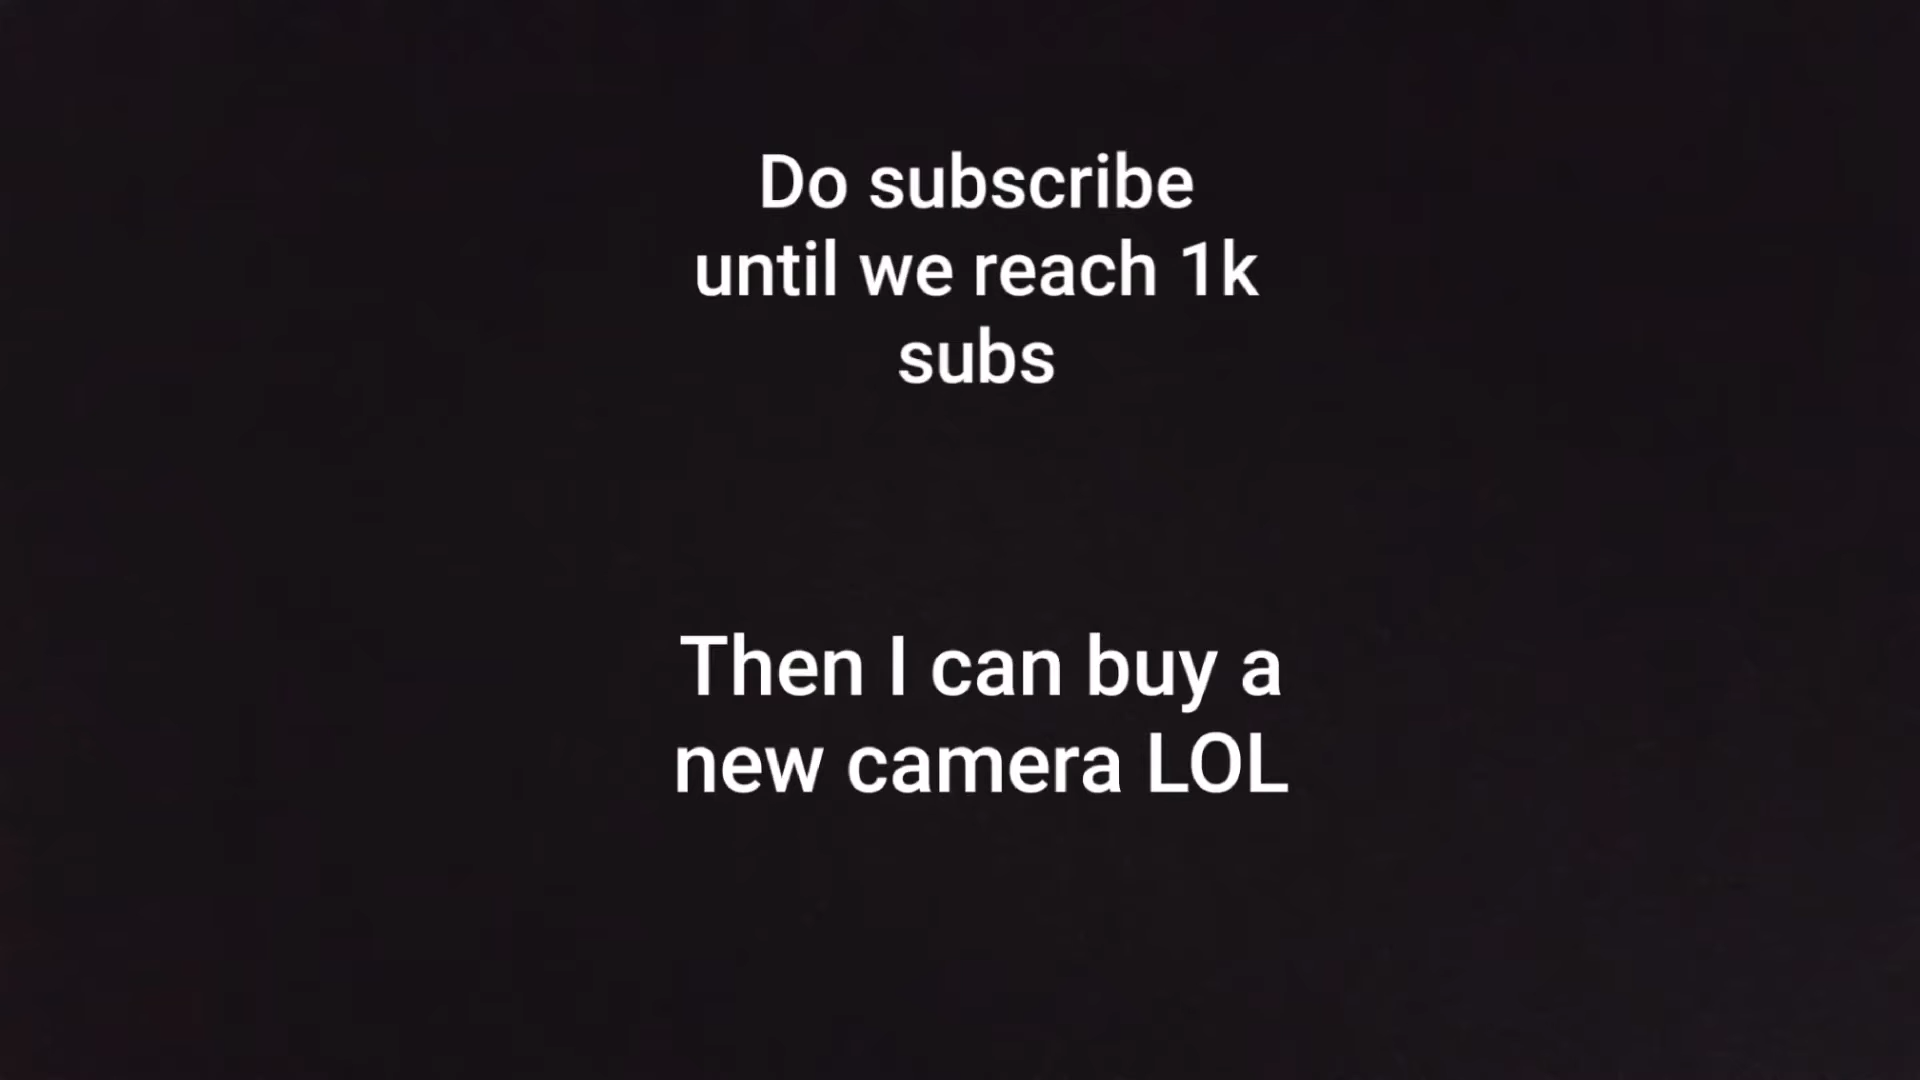 Do subscribe
until we reach 1k
subs
Then I can buy a
new camera LOL